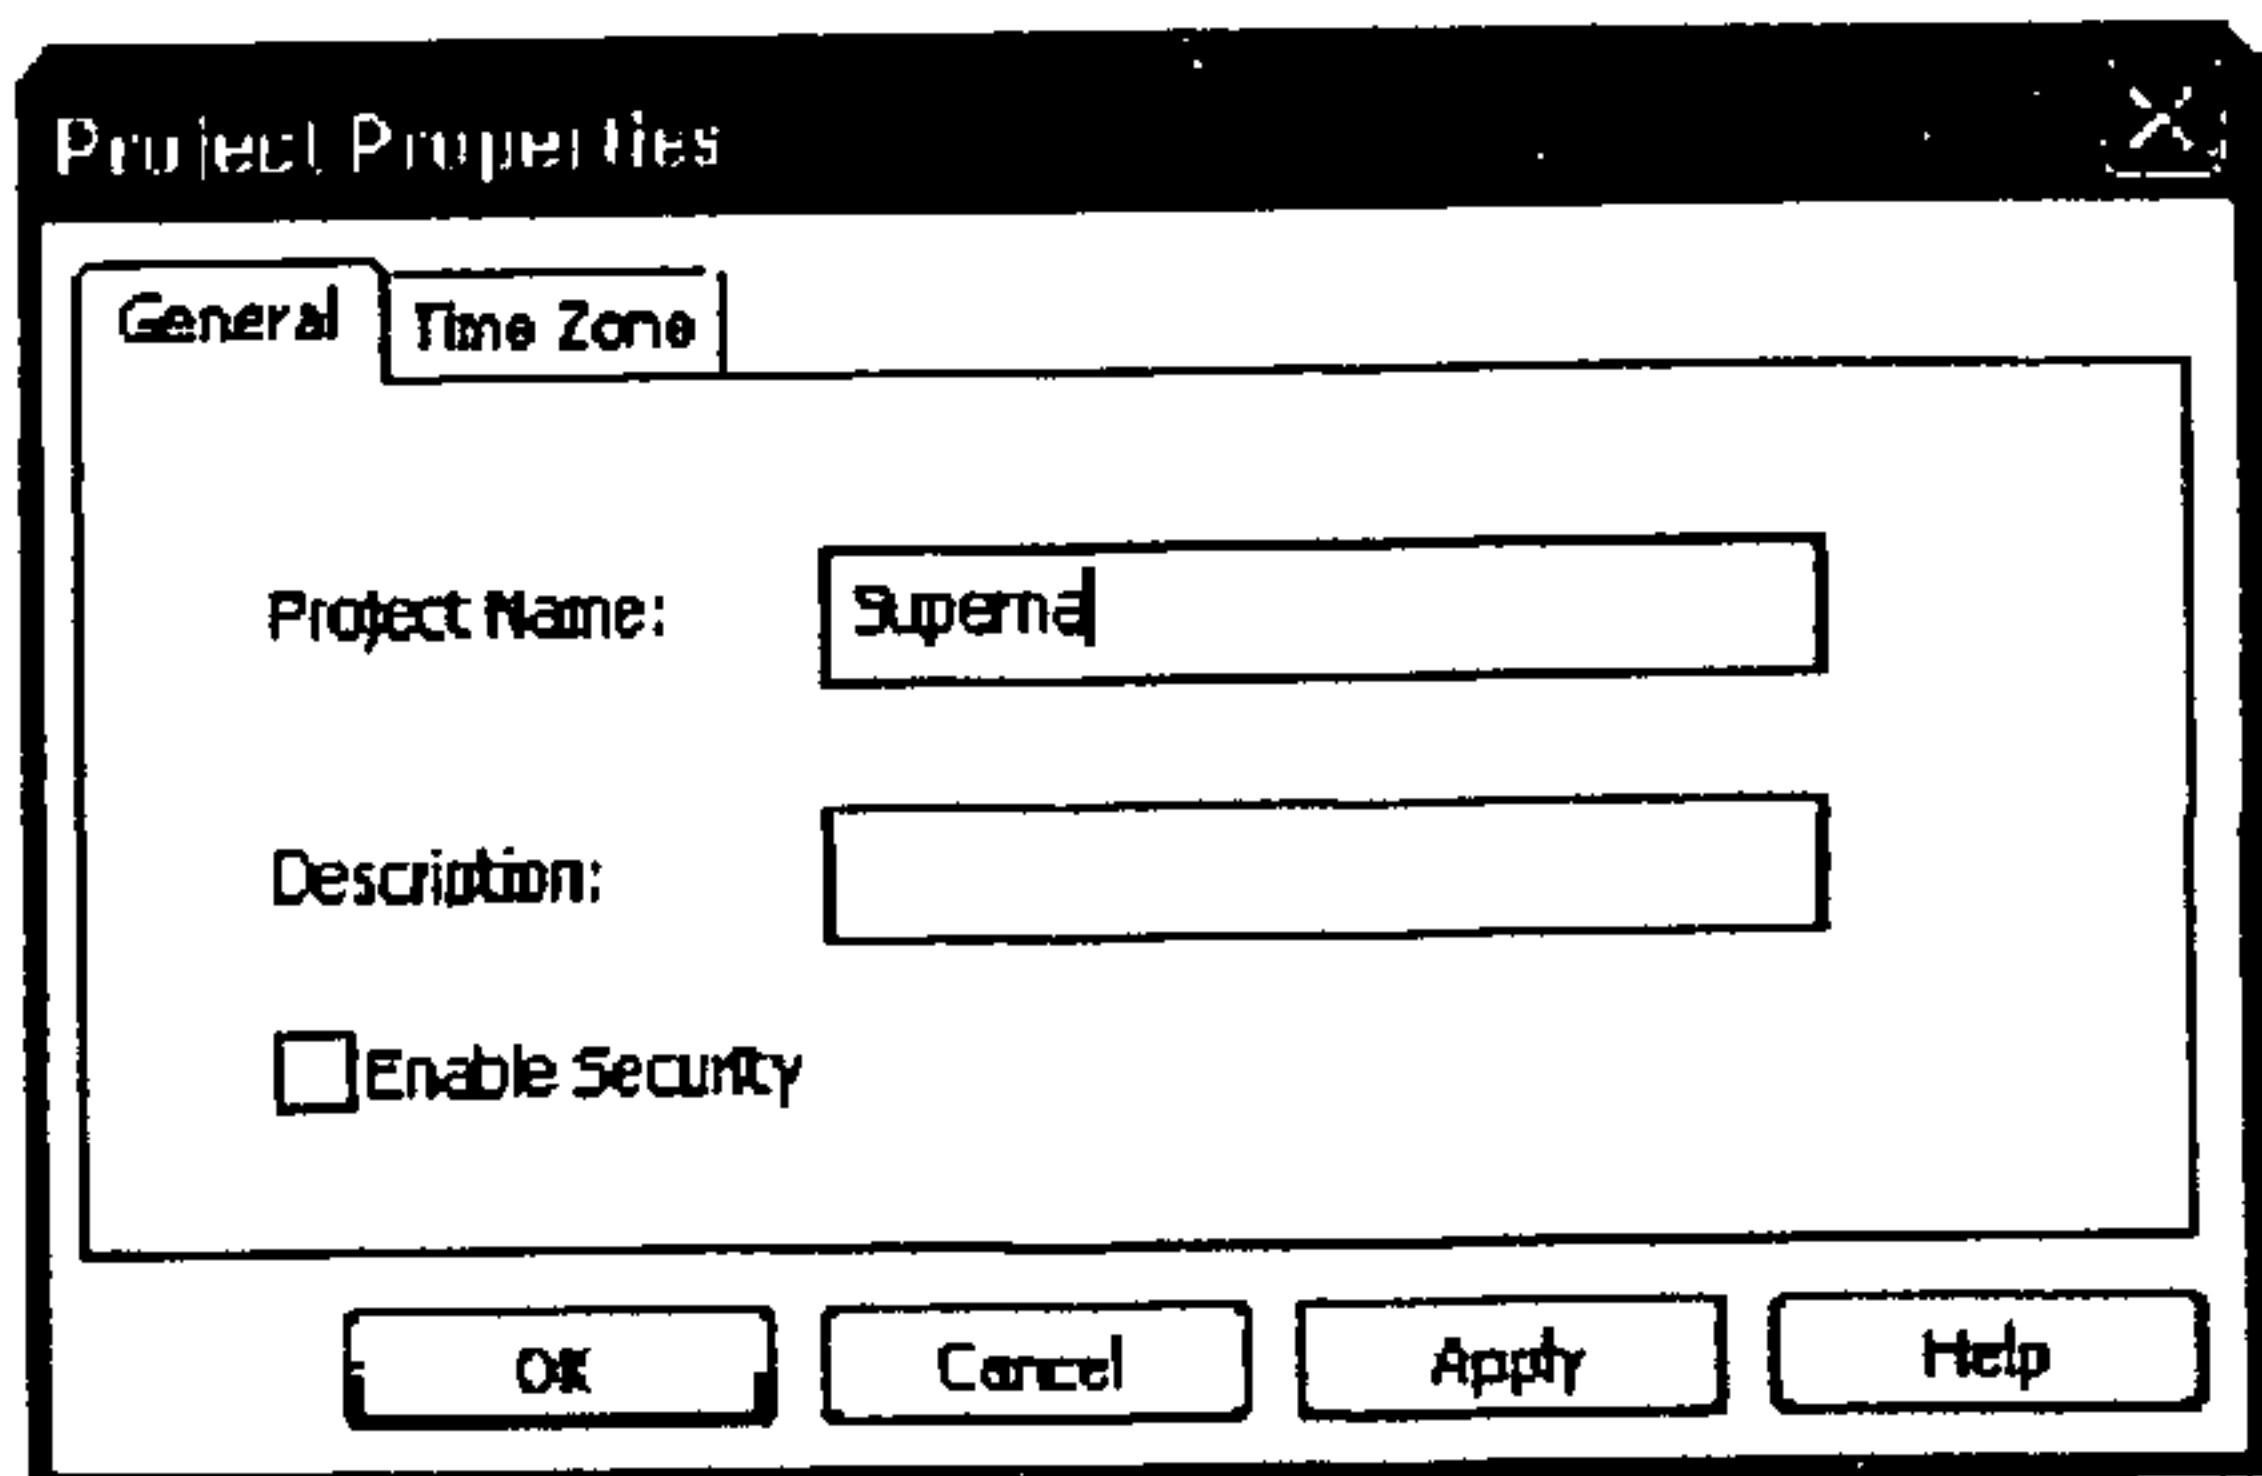 Project Properties
General
Time Zone
Project Name:
Superna
Description:
Enable Security
OK
Cancel
Apply
Help